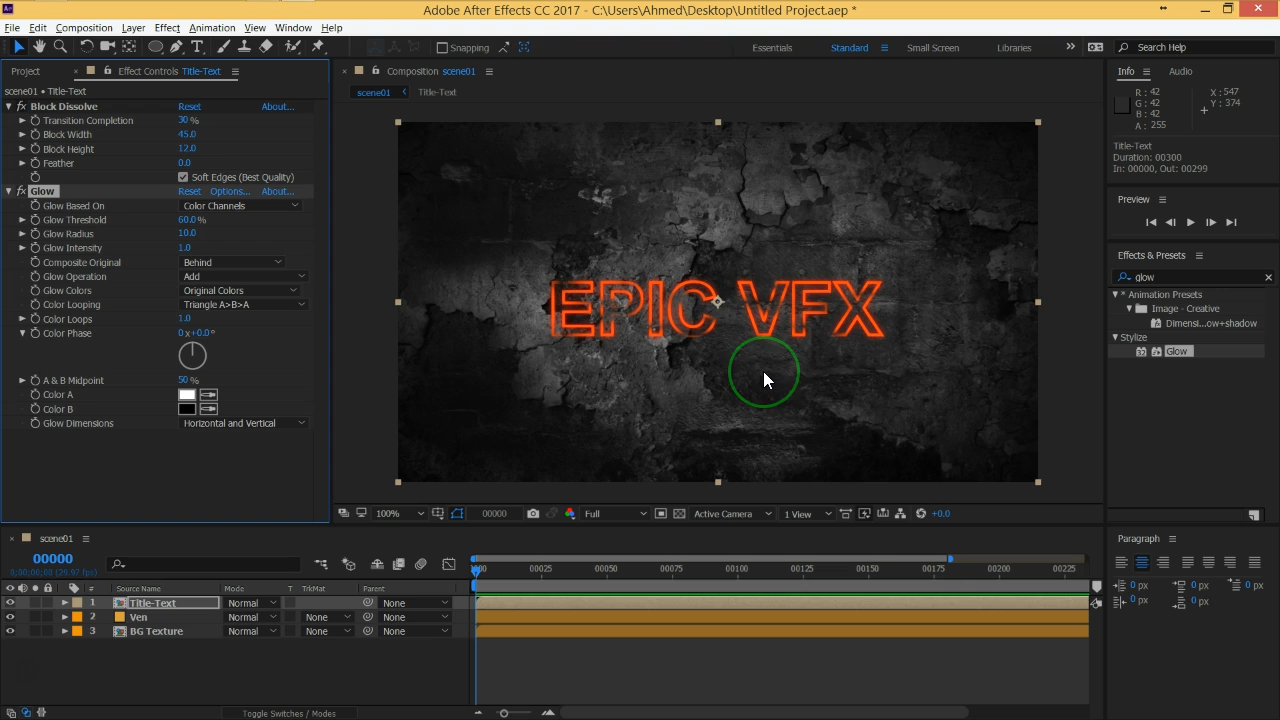 Adobe After Effects CC 2017 - C:\Users\Ahmed\Desktop\Untitled Project.aep *
File Edit Composition Layer Effect Animation View Window Help
Snapping Essentials Standard Small Screen Libraries Search Help
Project Effect Controls Title-Text
scene01 • Title-Text
Block Dissolve Reset About...
Transition Completion 30 %
Block Width 45.0
Block Height 12.0
Feather 0.0
Soft Edges (Best Quality)
Glow Reset Options... About...
Glow Based On Color Channels
Glow Threshold 60.0 %
Glow Radius 10.0
Glow Intensity 1.0
Composite Original Behind
Glow Operation Add
Glow Colors Original Colors
Color Looping Triangle A>B>A
Color Loops 1.0
Color Phase 0 x +0.0 °
A & B Midpoint 50 %
Color A
Color B
Glow Dimensions Horizontal and Vertical
Composition scene01
scene01 Title-Text
EPIC VFX
100% 00000 Full Active Camera 1 View +0.0
Info Audio
R : 42 X : 547
G : 42 Y : 374
B : 42
A : 255
Title-Text
Duration: 00300
In: 00000, Out: 00299
Preview
Effects & Presets
glow
* Animation Presets
Image - Creative
Dimensi...ow+shadow
Stylize
32 Glow
scene01
00000
0;00;00;00 (29.97 fps)
00025 00050 00075 00100 00125 00150 00175 00200 00225
# Source Name Mode T TrkMat Parent
1 Title-Text Normal None
2 Ven Normal None None
3 BG Texture Normal None None
Toggle Switches / Modes
Paragraph
0 px 0 px 0 px
0 px 0 px